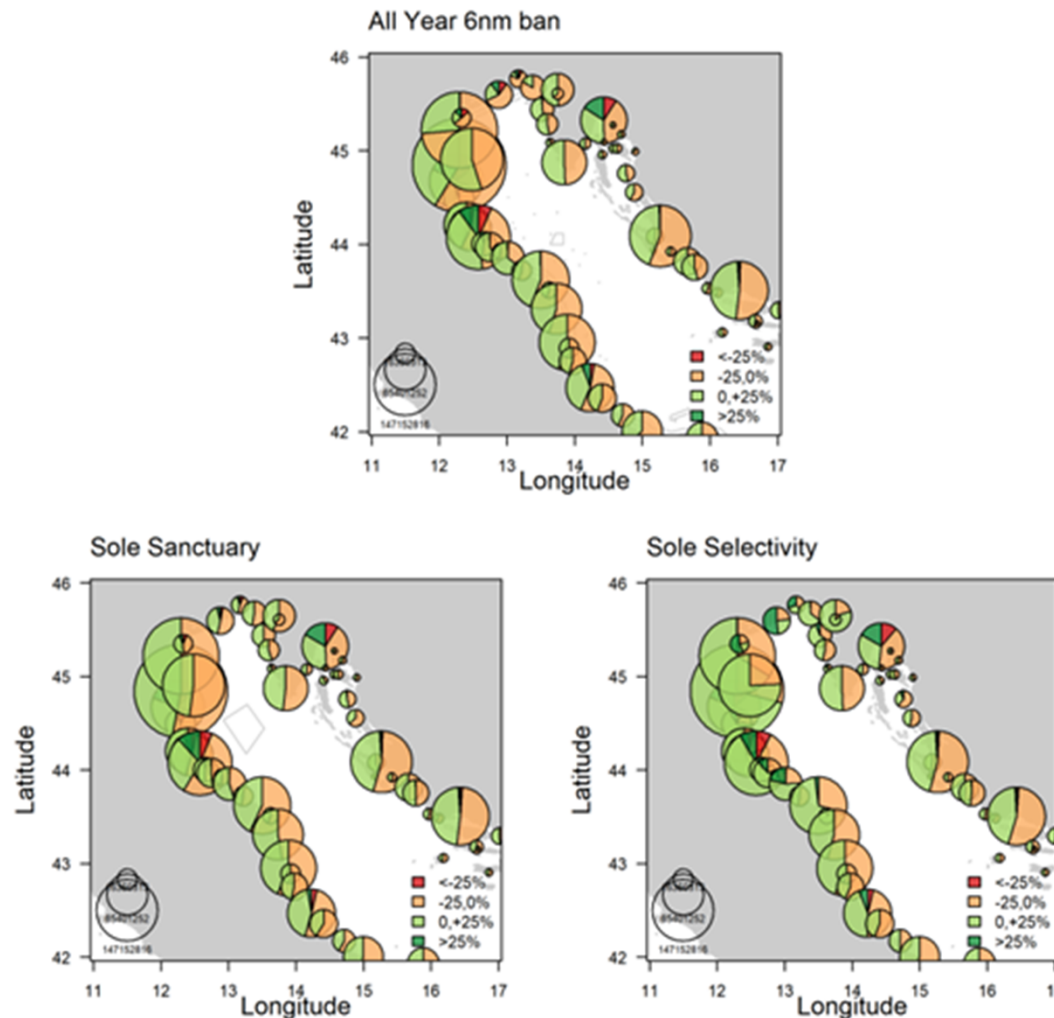 All Year 6nm ban
46
45
44
43
42
Latitude
85401252
147152816
<-25%
-25,0%
0,+25%
>25%
11 12 13 14 15 16 17
Longitude
Sole Sanctuary
46
45
44
43
42
Latitude
85401252
147152816
<-25%
-25,0%
0,+25%
>25%
11 12 13 14 15 16 17
Longitude
Sole Selectivity
46
45
44
43
42
Latitude
85401252
147152816
<-25%
-25,0%
0,+25%
>25%
11 12 13 14 15 16
Longitude